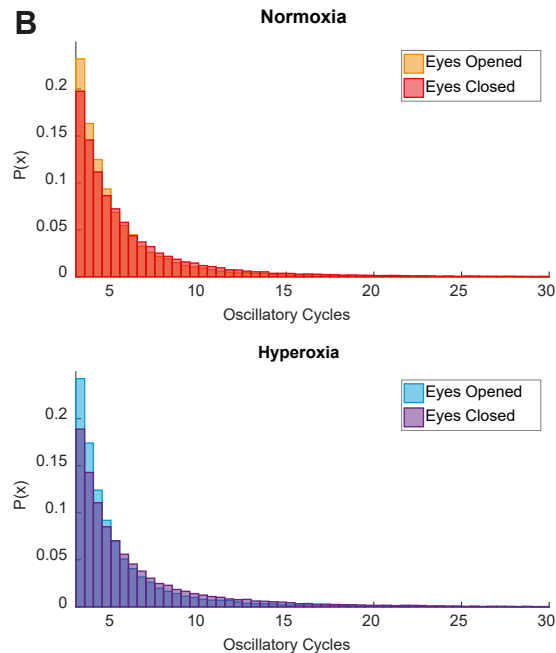 B
Normoxia
Eyes Opened
Eyes Closed
P(x)
0.2
0.15
0.1
0.05
0
5 10 15 20 25 30
Oscillatory Cycles
Hyperoxia
Eyes Opened
Eyes Closed
P(x)
0.2
0.15
0.1
0.05
0
5 10 15 20 25 30
Oscillatory Cycles